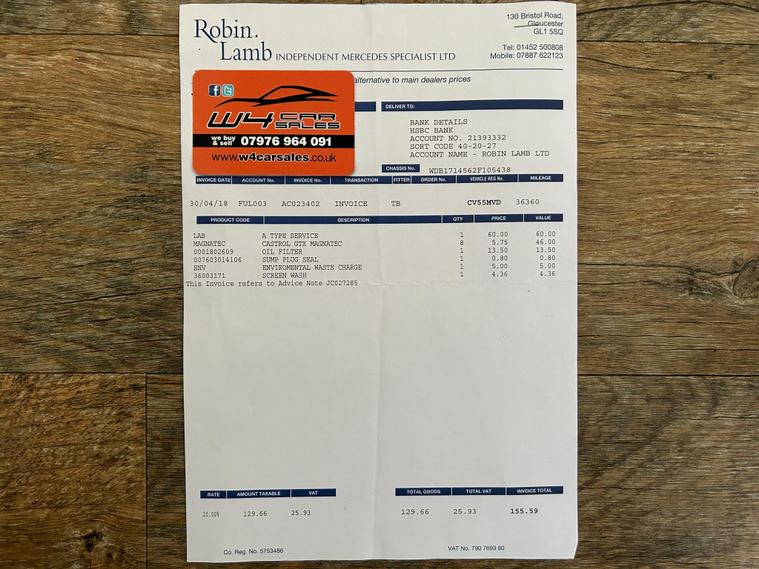 Robin
Lamb INDEPENDENT MERCEDES SPECIALIST LTD
130 Bristol Road,
Gloucester
GL1 5SQ
Tel: 01452 500808
Mobile: 07887 622123
alternative to main dealers prices
W4 CAR SALES
we buy & sell 07976 964 091
www.w4carsales.co.uk
DELIVER TO:
BANK DETAILS
HSBC BANK
ACCOUNT NO. 21393332
SORT CODE 40-20-27
ACCOUNT NAME - ROBIN LAMB LTD
CHASSIS No. WDB1714562F105438
INVOICE DATE ACCOUNT No. INVOICE No. TRANSACTION FITTER ORDER No. VEHICLE REG No. MILEAGE
30/04/18 FUL003 AC023402 INVOICE TB CV55MVD 36360
PRODUCT CODE DESCRIPTION QTY PRICE VALUE
LAB A TYPE SERVICE 1 60.00 60.00
MAGNATEC CASTROL GTX MAGNATEC 8 5.75 46.00
0001802609 OIL FILTER 1 13.50 13.50
007603014106 SUMP PLUG SEAL 1 0.80 0.80
ENV ENVIROMENTAL WASTE CHARGE 1 5.00 5.00
36003171 SCREEN WASH 1 4.36 4.36
This Invoice refers to Advice Note JC027285
RATE AMOUNT TAXABLE VAT TOTAL GOODS TOTAL VAT INVOICE TOTAL
20.00% 129.66 25.93 129.66 25.93 155.59
Co. Reg. No. 5753486 VAT No. 790 7693 80